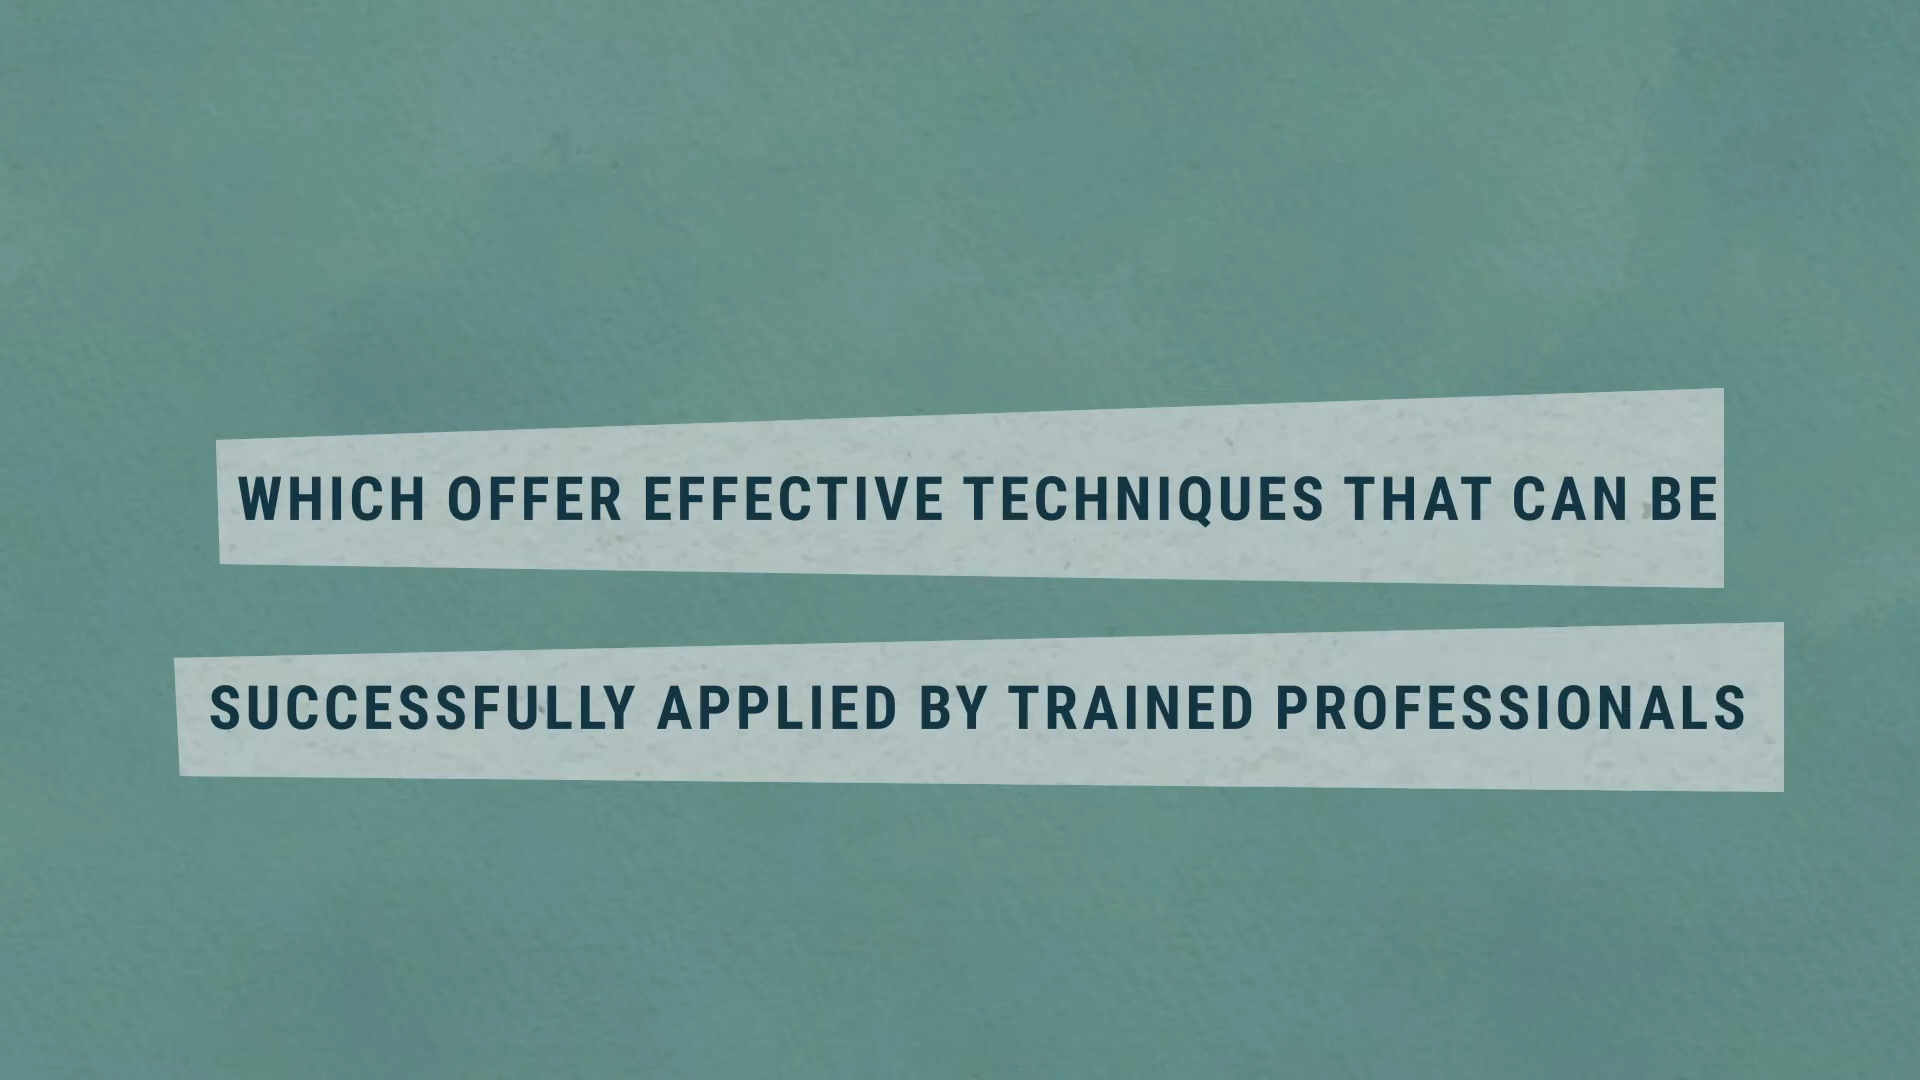 WHICH OFFER EFFECTIVE TECHNIQUES THAT CAN BE
SUCCESSFULLY APPLIED BY TRAINED PROFESSIONALS